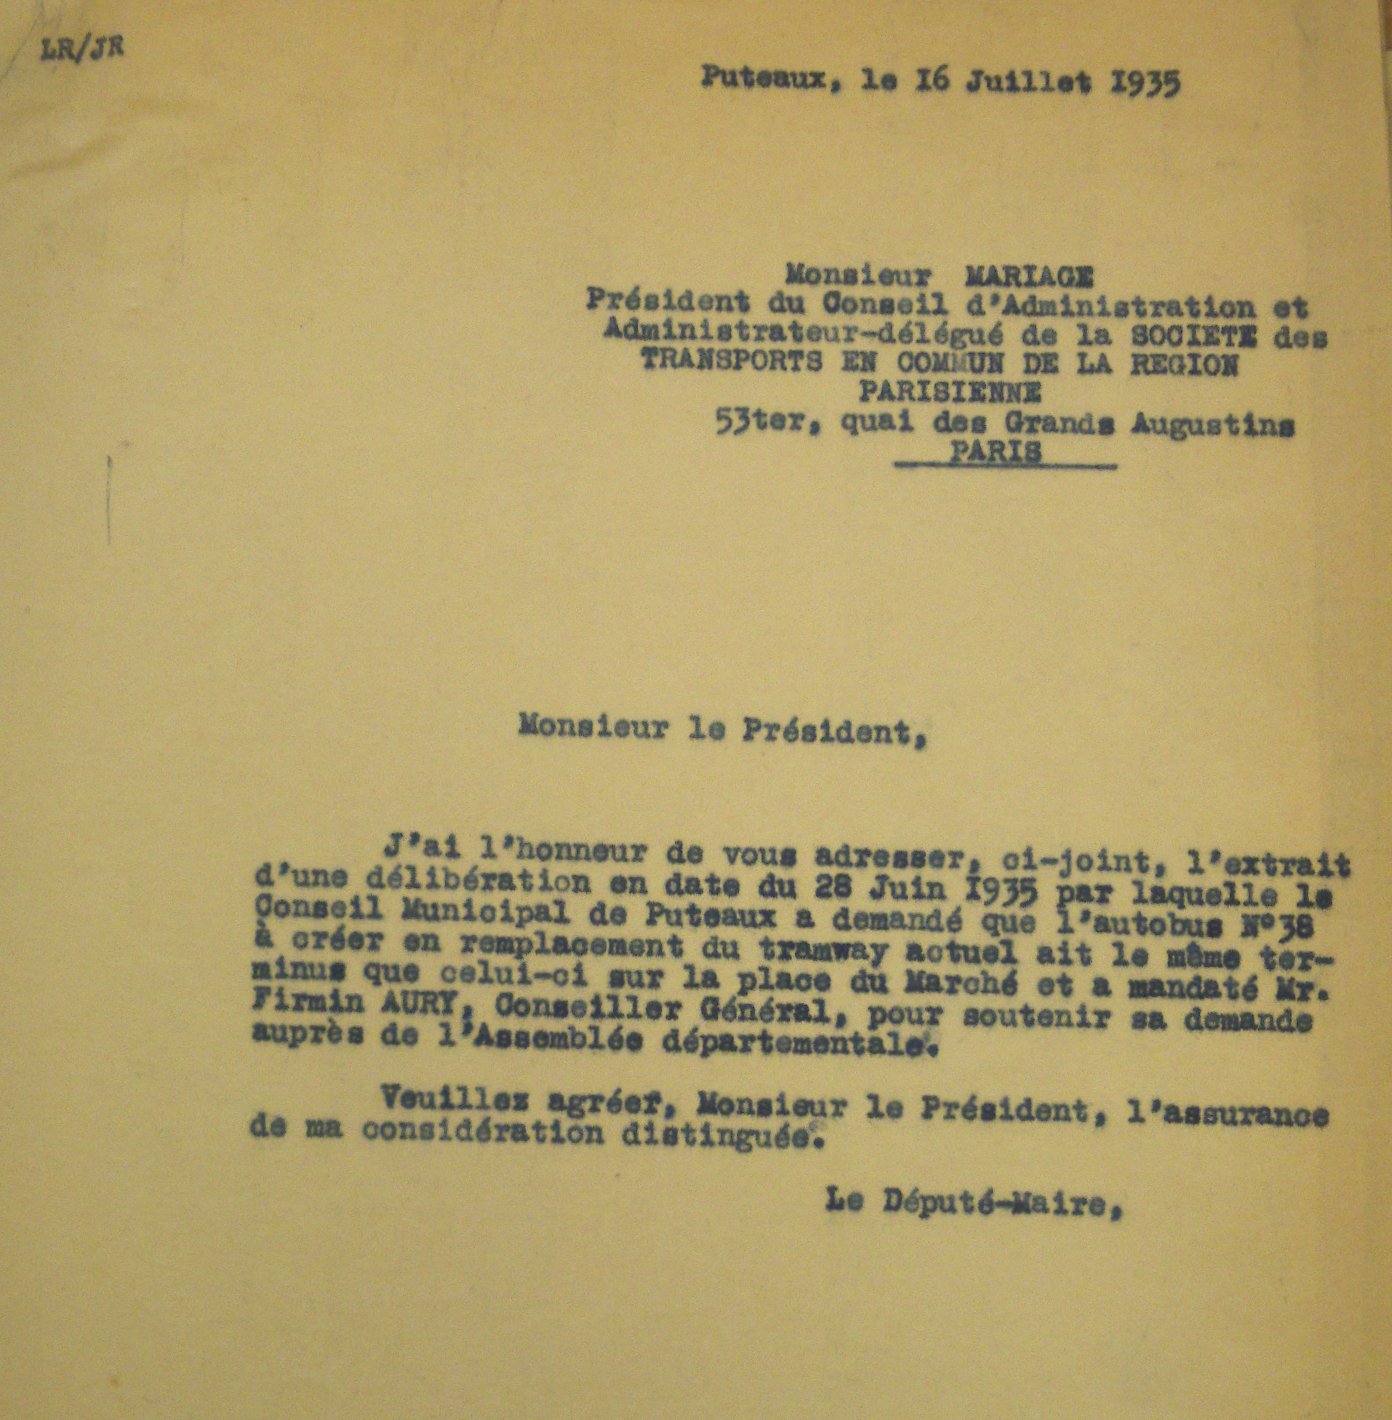 LR/JR
Puteaux, le 16 Juillet 1935
Monsieur MARIAGE
Président du Conseil d'Administration et
Administrateur-délégué de la SOCIETE des
TRANSPORTS EN COMMUN DE LA REGION
PARISIENNE
53ter, quai des Grands Augustins
PARIS
Monsieur le Président,
J'ai l'honneur de vous adresser, ci-joint, l'extrait
d'une délibération en date du 28 Juin 1935 par laquelle le
Conseil Municipal de Puteaux a demandé que l'autobus N°38
à créer en remplacement du tramway actuel ait le même ter-
minus que celui-ci sur la place du Marché et a mandaté Mr.
Firmin AURY, Conseiller Général, pour soutenir sa demande
auprès de l'Assemblée départementale.
Veuillez agréer, Monsieur le Président, l'assurance
de ma considération distinguée.
Le Député-Maire,